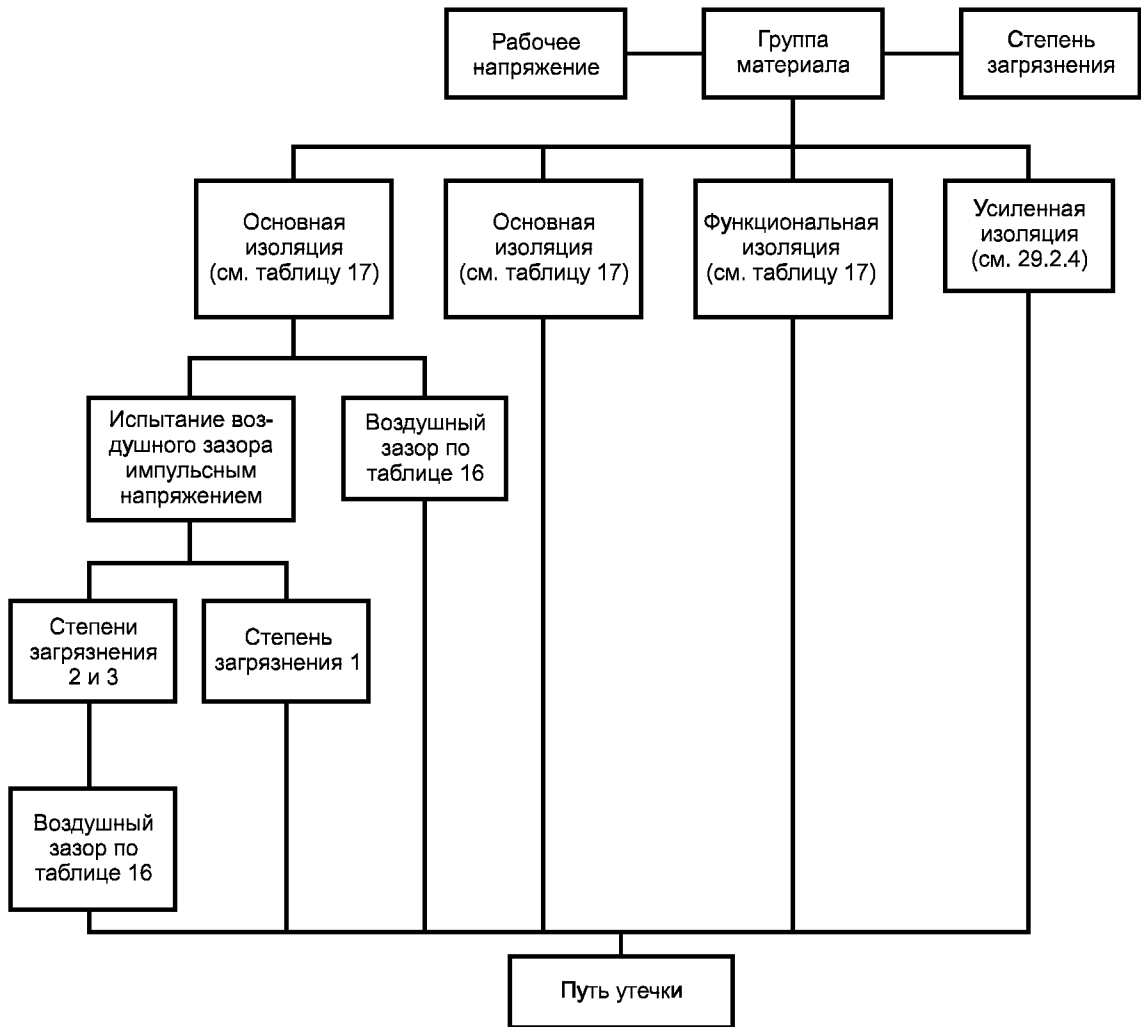 Рабочее
напряжение
Группа
материала
Степень
загрязнения
Основная
изоляция
(см. таблицу 17)
Основная
изоляция
(см. таблицу 17)
Функциональная
изоляция
(см. таблицу 17)
Усиленная
изоляция
(см. 29.2.4)
Испытание воз-
душного зазора
импульсным
напряжением
Воздушный
зазор по
таблице 16
Степени
загрязнения
2 и 3
Степень
загрязнения 1
Воздушный
зазор по
таблице 16
Путь утечки